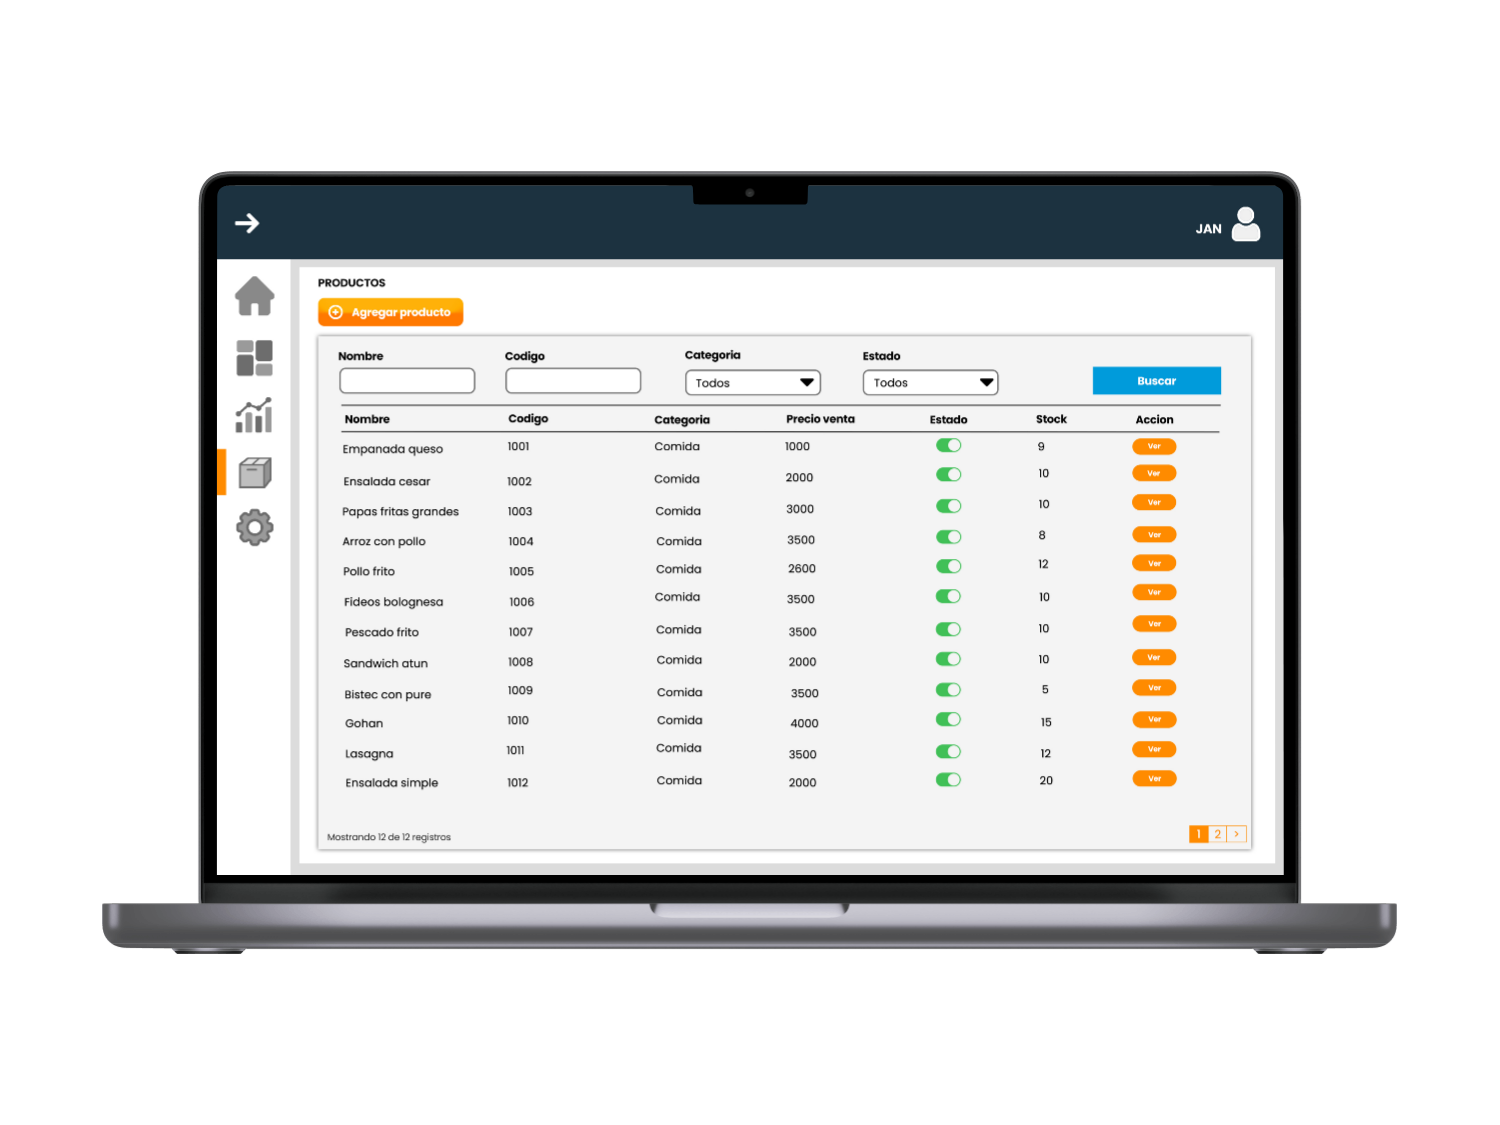 JAN
PRODUCTOS
Agregar producto
Nombre Codigo Categoria Estado
Todos Todos Buscar
Nombre Codigo Categoria Precio venta Estado Stock Accion
Empanada queso 1001 Comida 1000 9 Ver
Ensalada cesar 1002 Comida 2000 10 Ver
Papas fritas grandes 1003 Comida 3000 10 Ver
Arroz con pollo 1004 Comida 3500 8 Ver
Pollo frito 1005 Comida 2600 12 Ver
Fideos bolognesa 1006 Comida 3500 10 Ver
Pescado frito 1007 Comida 3500 10 Ver
Sandwich atun 1008 Comida 2000 10 Ver
Bistec con pure 1009 Comida 3500 5 Ver
Gohan 1010 Comida 4000 15 Ver
Lasagna 1011 Comida 3500 12 Ver
Ensalada simple 1012 Comida 2000 20 Ver
Mostrando 12 de 12 registros 1 2 >